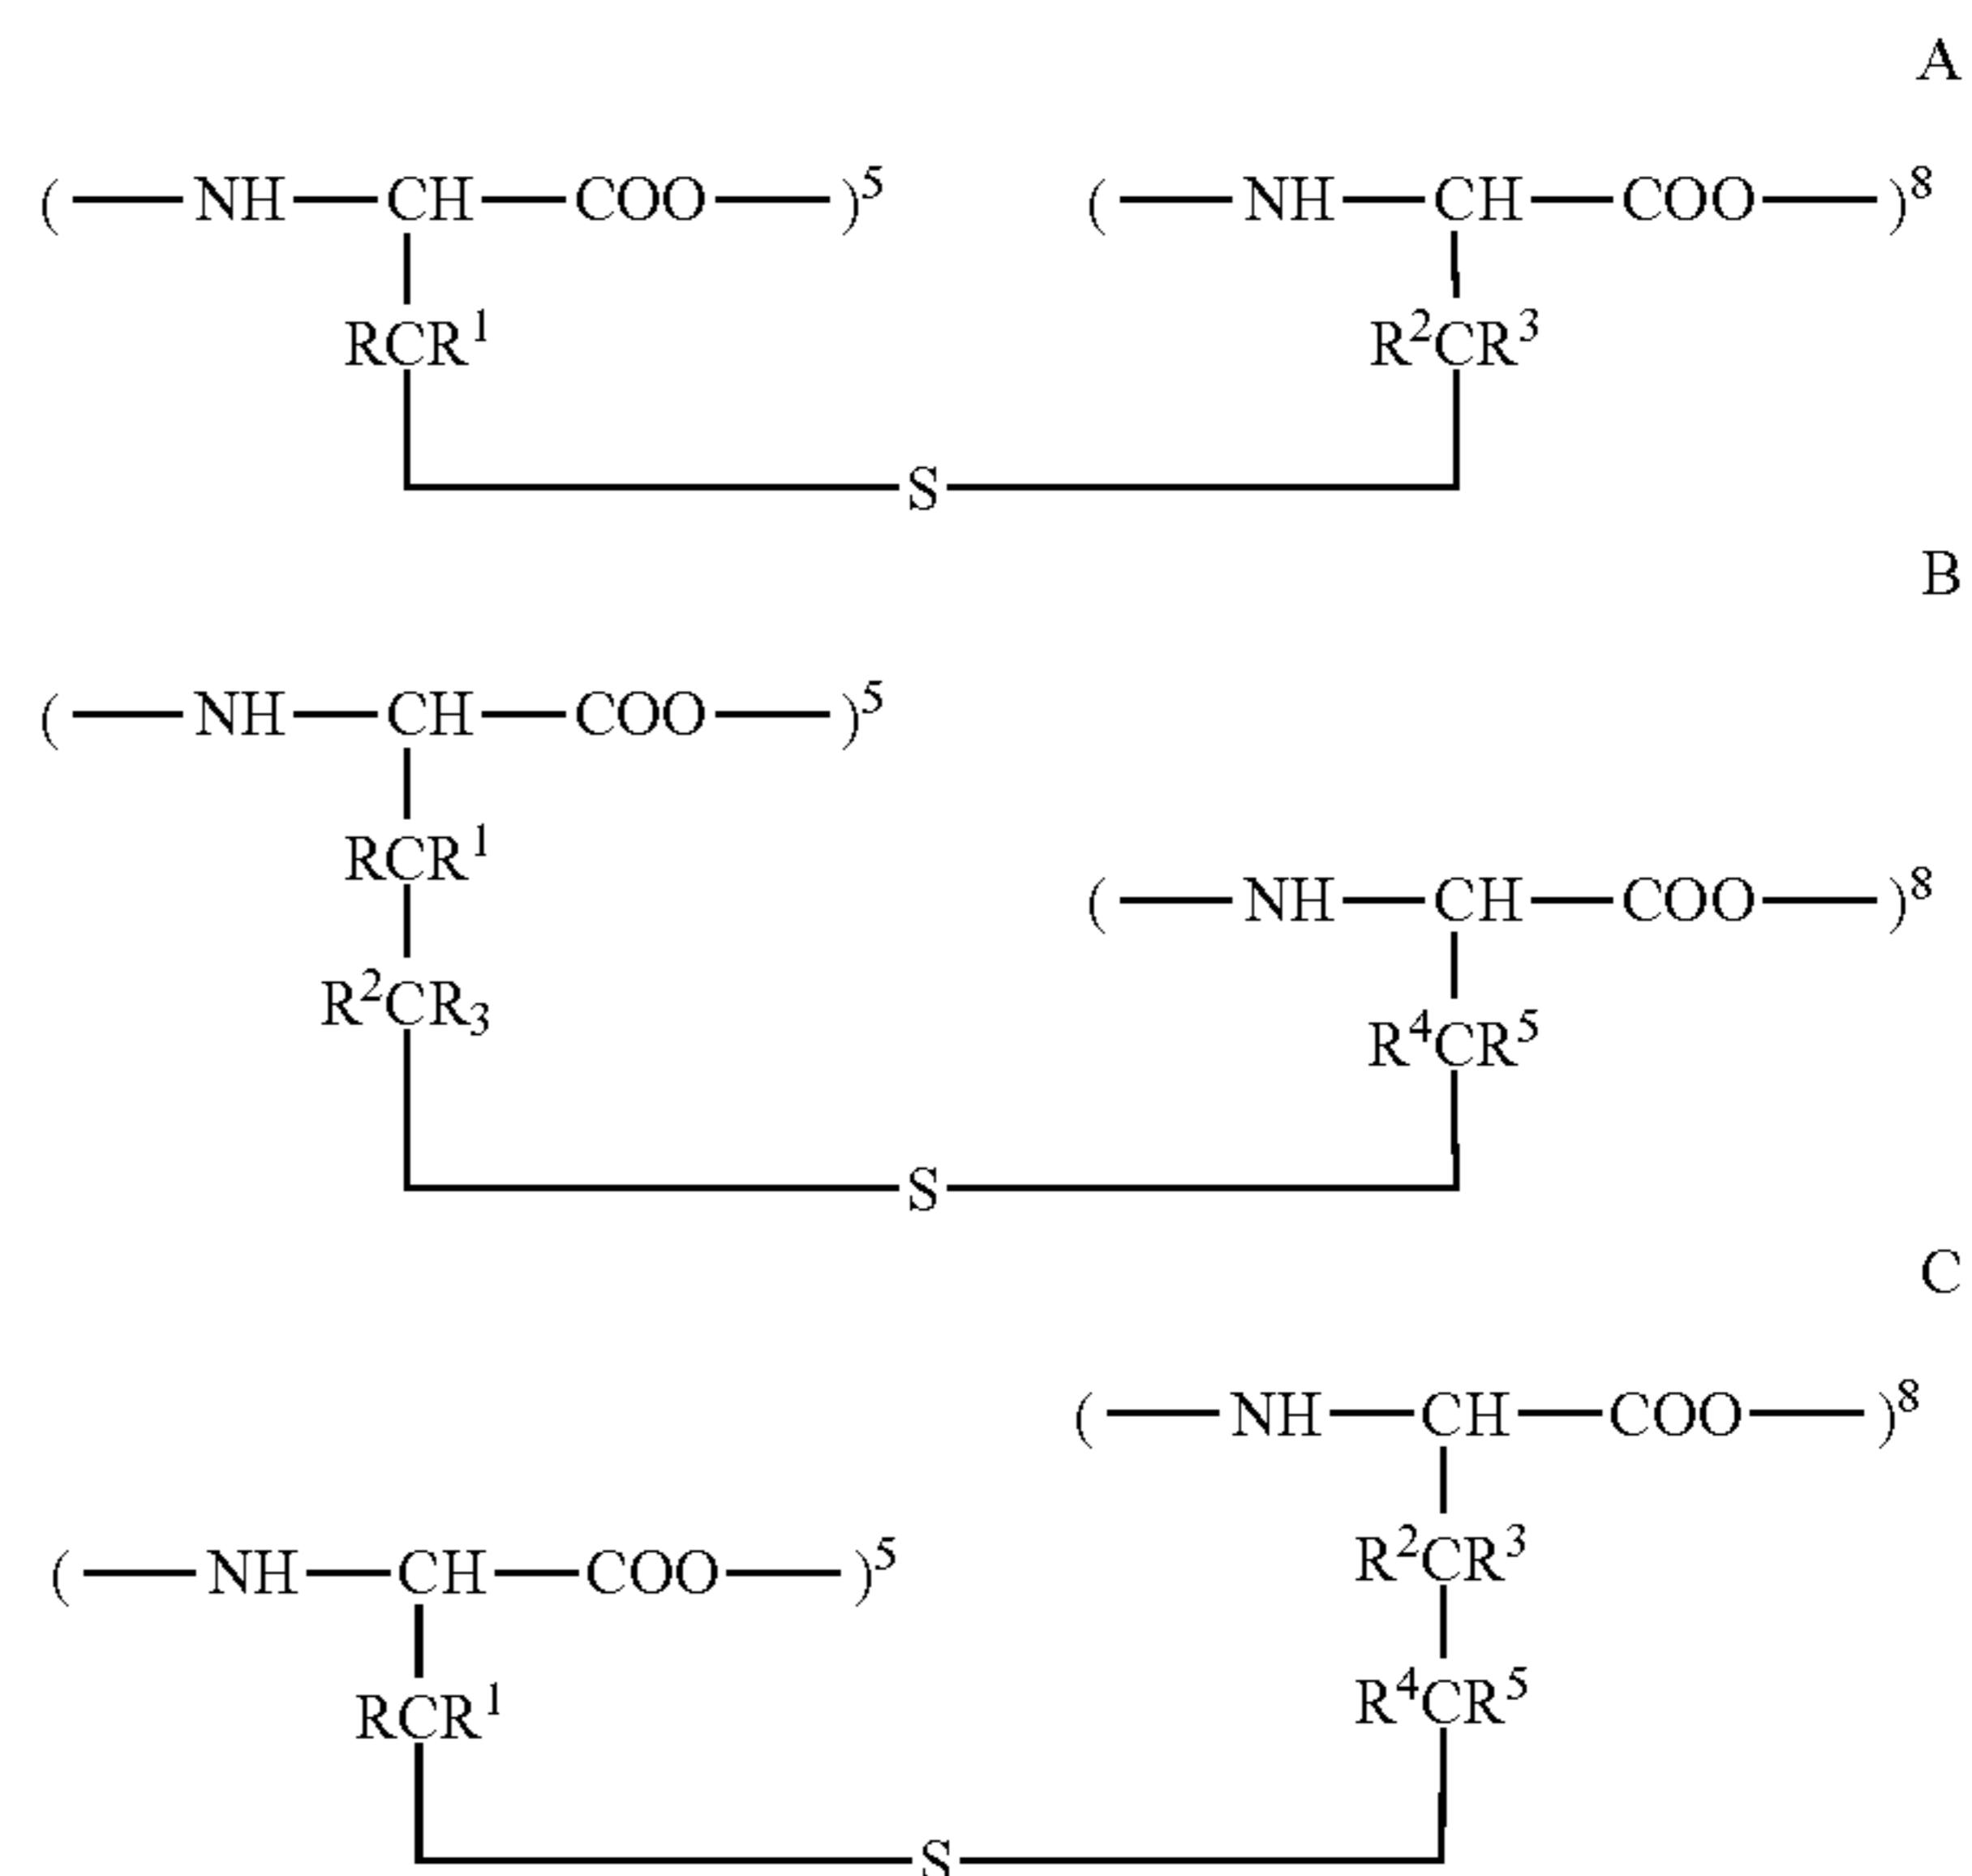 A
( — NH — CH — COO — )⁵ ( — NH — CH — COO — )⁸
RCR¹ R²CR³
S
B
( — NH — CH — COO — )⁵
RCR¹
( — NH — CH — COO — )⁸
R²CR₃
R⁴CR⁵
S
C
( — NH — CH — COO — )⁸
R²CR³
( — NH — CH — COO — )⁵
R⁴CR⁵
RCR¹
S